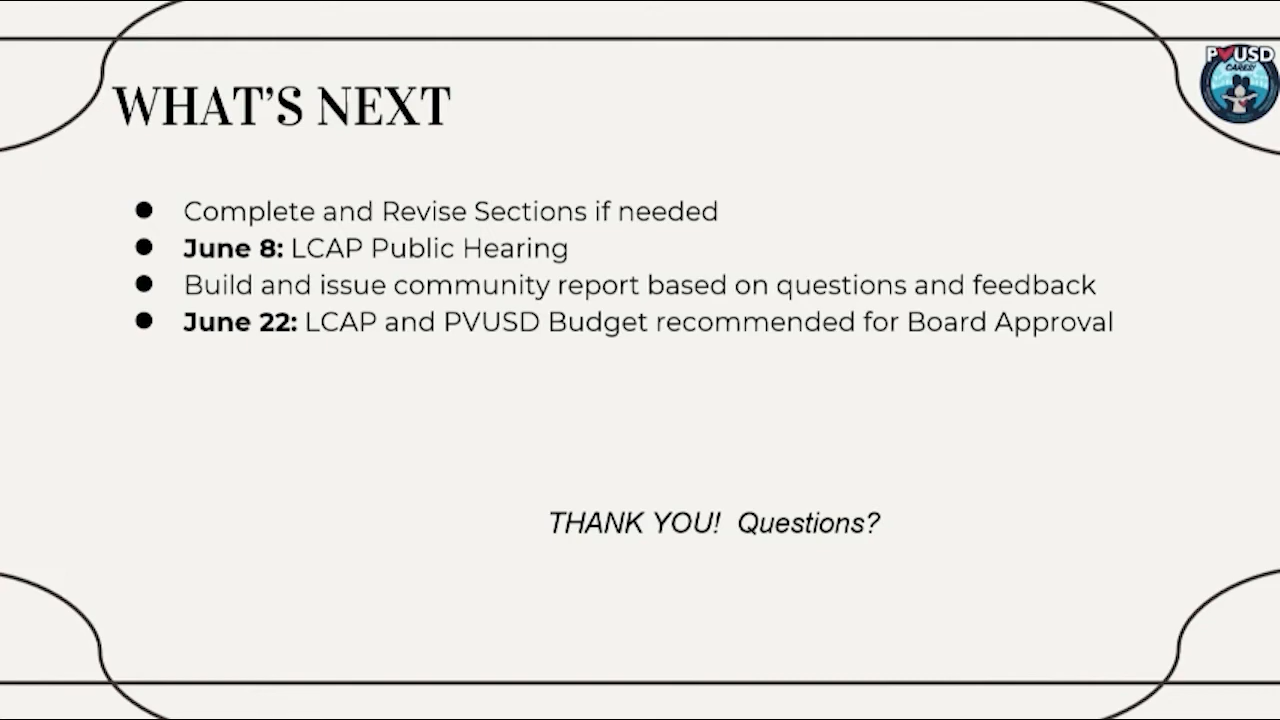 PVUSD
CARES!
WHAT'S NEXT
● Complete and Revise Sections if needed
● June 8: LCAP Public Hearing
● Build and issue community report based on questions and feedback
● June 22: LCAP and PVUSD Budget recommended for Board Approval
THANK YOU!  Questions?